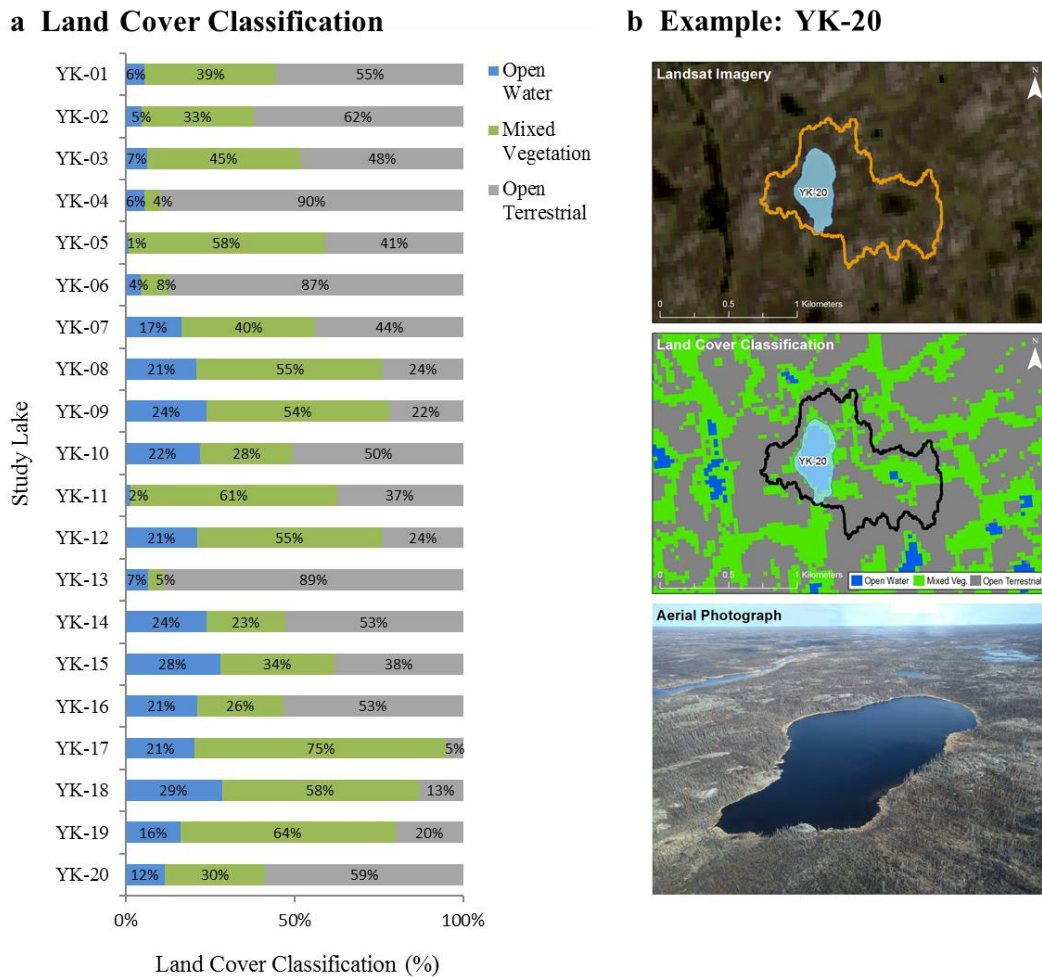 a Land Cover Classification
YK-01 6% 39% 55%
YK-02 5% 33% 62%
YK-03 7% 45% 48%
YK-04 6% 4% 90%
YK-05 1% 58% 41%
YK-06 4% 8% 87%
YK-07 17% 40% 44%
YK-08 21% 55% 24%
YK-09 24% 54% 22%
YK-10 22% 28% 50%
YK-11 2% 61% 37%
YK-12 21% 55% 24%
YK-13 7% 5% 89%
YK-14 24% 23% 53%
YK-15 28% 34% 38%
YK-16 21% 26% 53%
YK-17 21% 75% 5%
YK-18 29% 58% 13%
YK-19 16% 64% 20%
YK-20 12% 30% 59%
Study Lake
0% 50% 100%
Land Cover Classification (%)
Open
Water
Mixed
Vegetation
Open
Terrestrial
b Example: YK-20
Landsat Imagery
N
YK-20
0 0.5 1 Kilometers
Land Cover Classification
N
YK-20
0 0.5 1 Kilometers
Open Water Mixed Veg. Open Terrestrial
Aerial Photograph